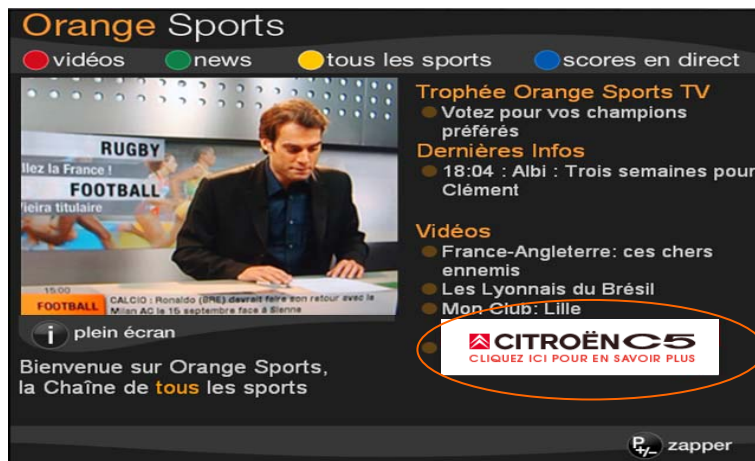 Orange Sports
vidéos news tous les sports scores en direct
RUGBY
llez la France !
FOOTBALL
Vieira titulaire
15:00
FOOTBALL
CALCIO : Ronaldo (BRE) devrait faire son retour avec le
Milan AC le 16 septembre face à Sienne
i plein écran
Bienvenue sur Orange Sports,
la Chaîne de tous les sports
Trophée Orange Sports TV
Votez pour vos champions
préférés
Dernières Infos
18:04 : Albi : Trois semaines pour
Clément
Vidéos
France-Angleterre: ces chers
ennemis
Les Lyonnais du Brésil
Mon Club: Lille
CITROËN C5
CLIQUEZ ICI POUR EN SAVOIR PLUS
P+/- zapper